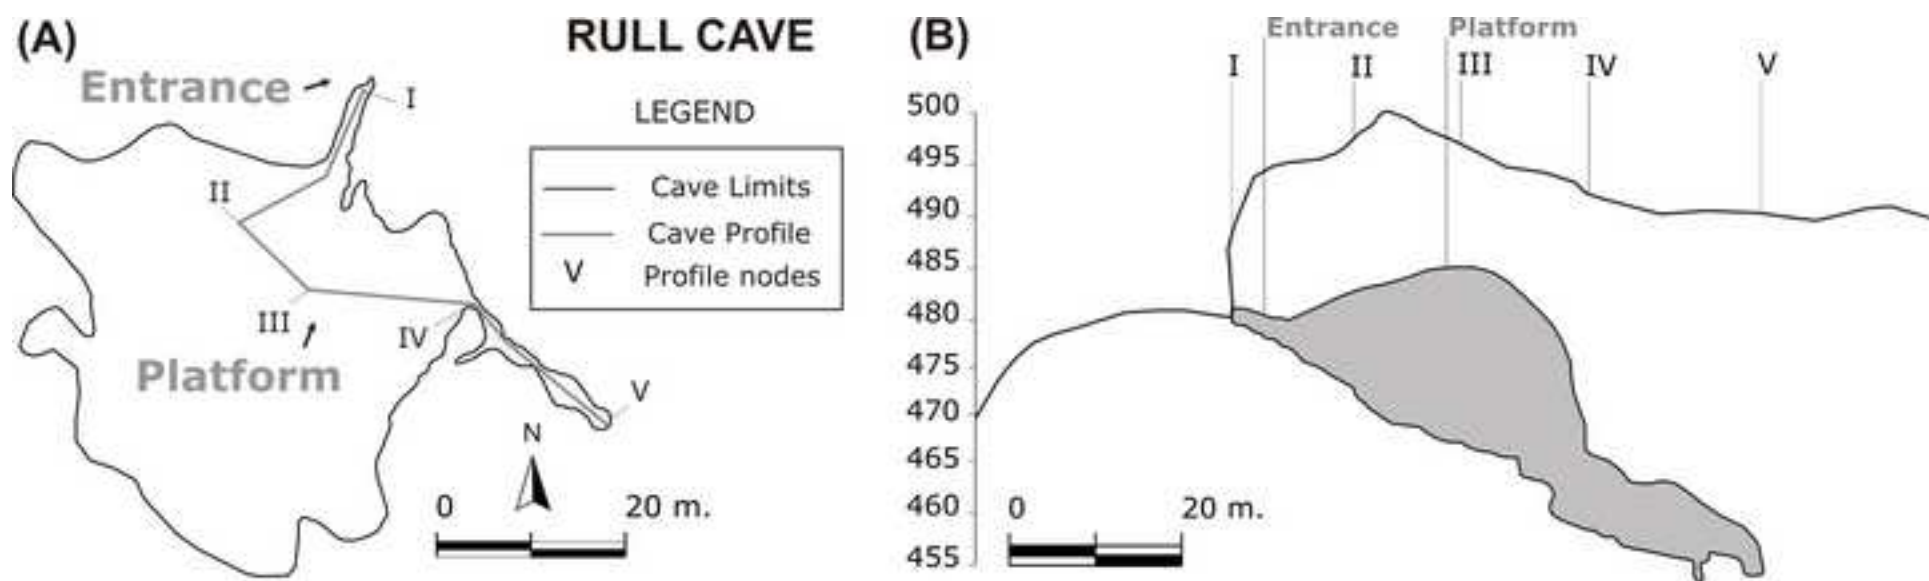 (A)
RULL CAVE
Entrance
I
LEGEND
Cave Limits
Cave Profile
V Profile nodes
II
III
IV
Platform
V
N
0 20 m.
(B)
Entrance Platform
I II III IV V
500
495
490
485
480
475
470
465
460
455
0 20 m.